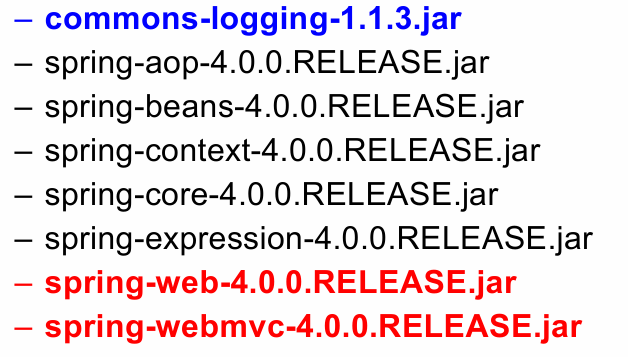 – commons-logging-1.1.3.jar
– spring-aop-4.0.0.RELEASE.jar
– spring-beans-4.0.0.RELEASE.jar
– spring-context-4.0.0.RELEASE.jar
– spring-core-4.0.0.RELEASE.jar
– spring-expression-4.0.0.RELEASE.jar
– spring-web-4.0.0.RELEASE.jar
– spring-webmvc-4.0.0.RELEASE.jar